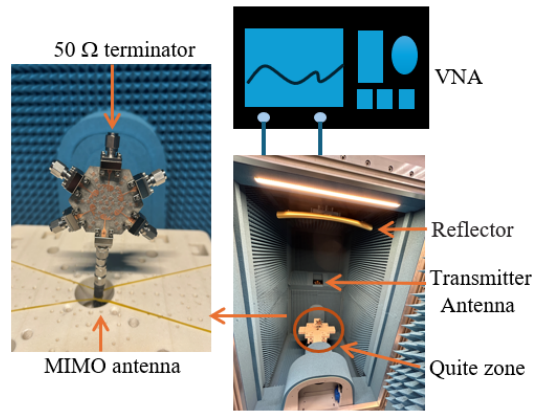 50 Ω terminator
VNA
Reflector
Transmitter
Antenna
MIMO antenna
Quite zone